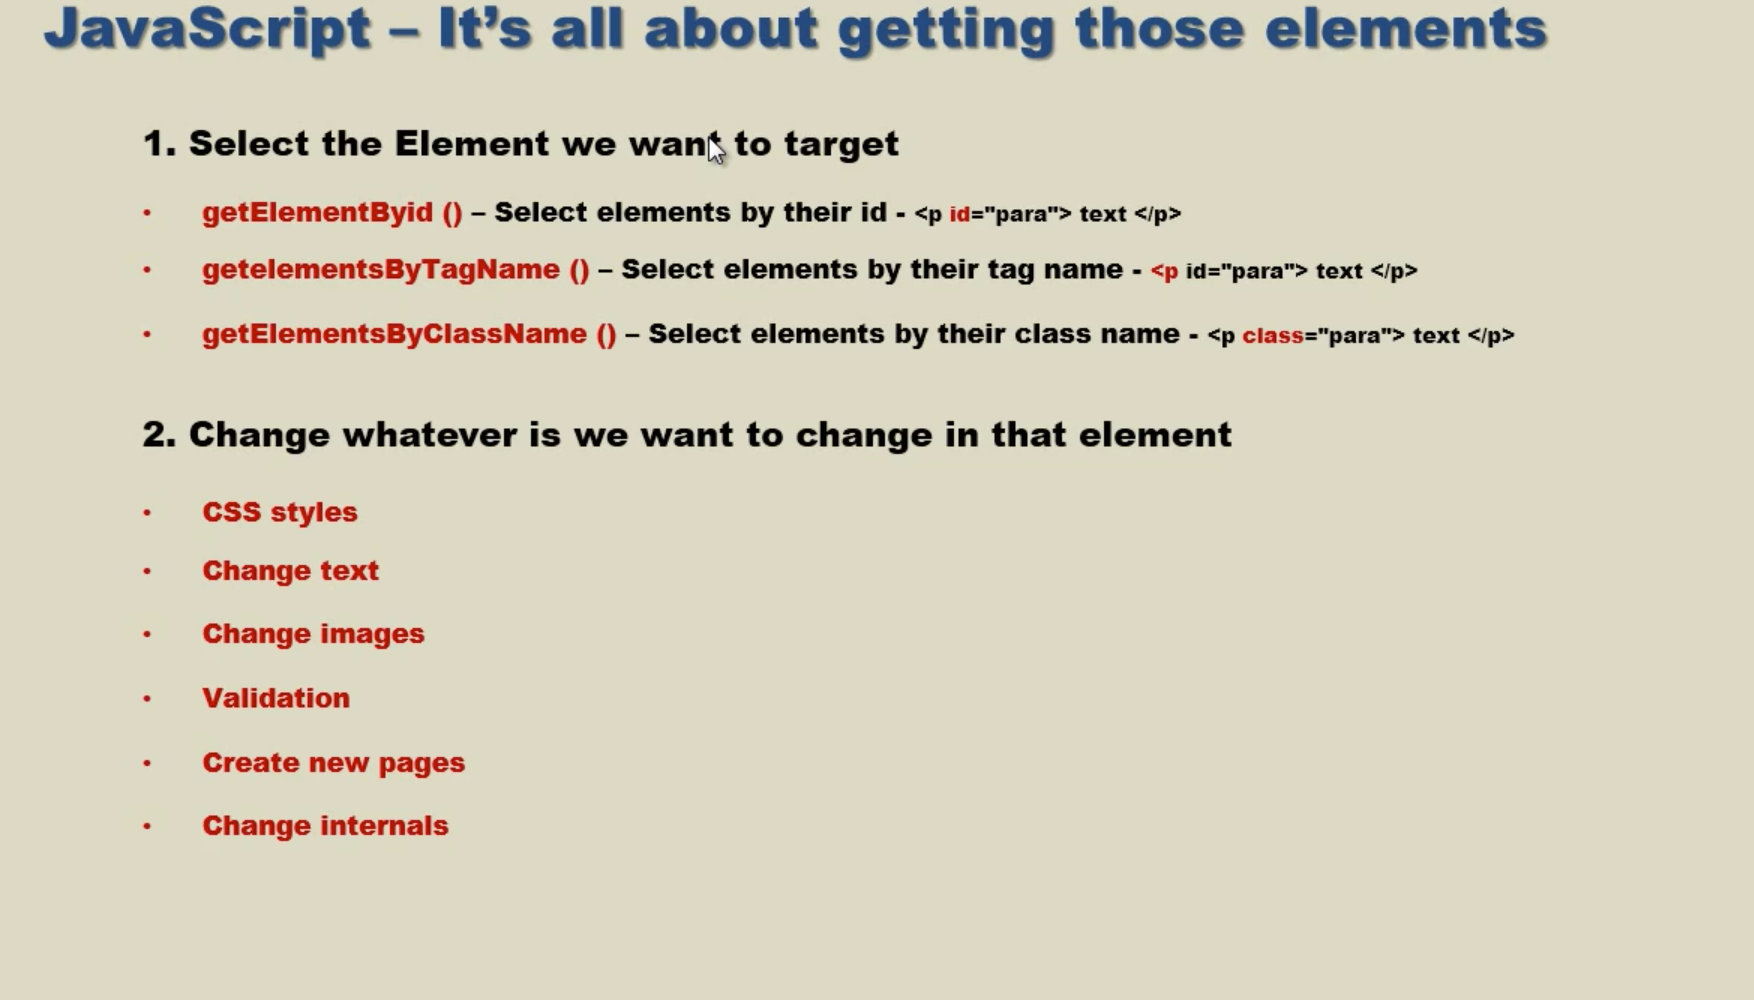 JavaScript – It's all about getting those elements
1. Select the Element we want to target
• getElementByid () – Select elements by their id - <p id="para"> text </p>
• getelementsByTagName () – Select elements by their tag name - <p id="para"> text </p>
• getElementsByClassName () – Select elements by their class name - <p class="para"> text </p>
2. Change whatever is we want to change in that element
• CSS styles
• Change text
• Change images
• Validation
• Create new pages
• Change internals